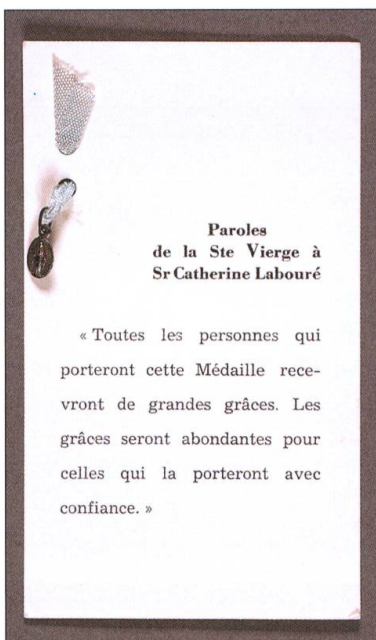 Paroles
de la Ste Vierge à
Sr Catherine Labouré
« Toutes les personnes qui
porteront cette Médaille rece-
vront de grandes grâces. Les
grâces seront abondantes pour
celles qui la porteront avec
confiance. »